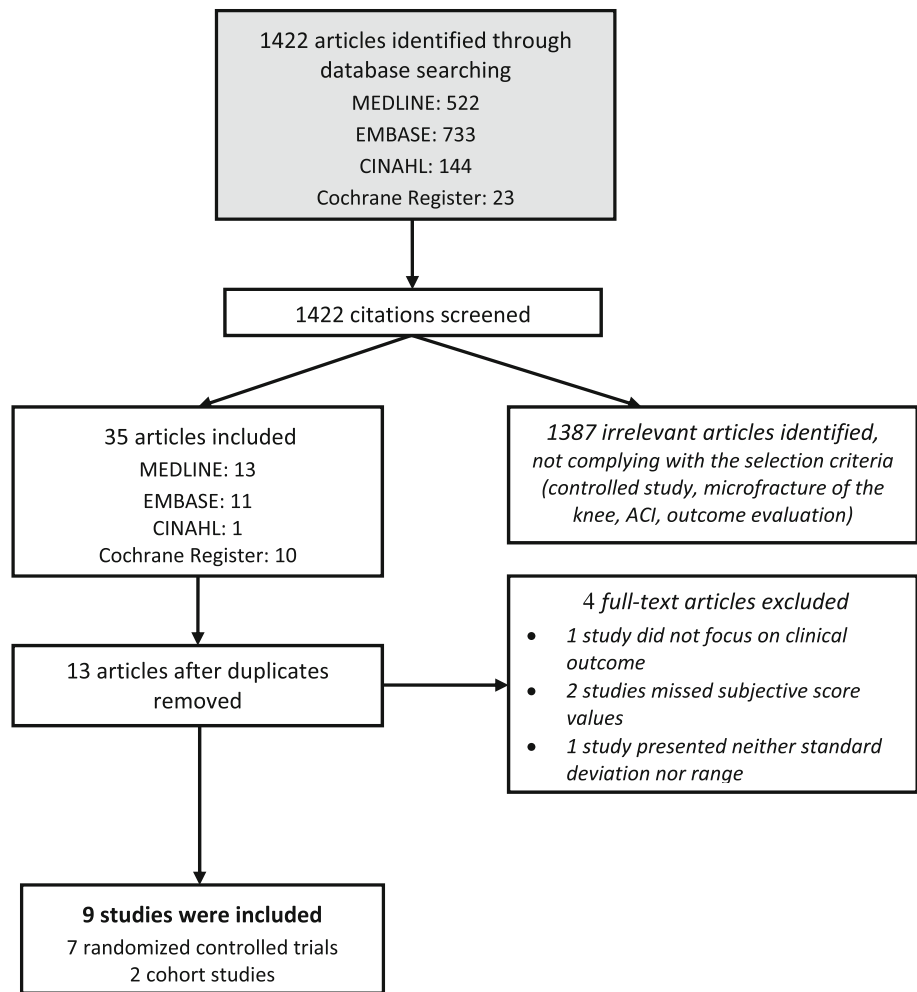 1422 articles identified through
database searching
MEDLINE: 522
EMBASE: 733
CINAHL: 144
Cochrane Register: 23
1422 citations screened
35 articles included
MEDLINE: 13
EMBASE: 11
CINAHL: 1
Cochrane Register: 10
1387 irrelevant articles identified,
not complying with the selection criteria
(controlled study, microfracture of the
knee, ACI, outcome evaluation)
13 articles after duplicates
removed
4 full-text articles excluded
• 1 study did not focus on clinical
outcome
• 2 studies missed subjective score
values
• 1 study presented neither standard
deviation nor range
9 studies were included
7 randomized controlled trials
2 cohort studies